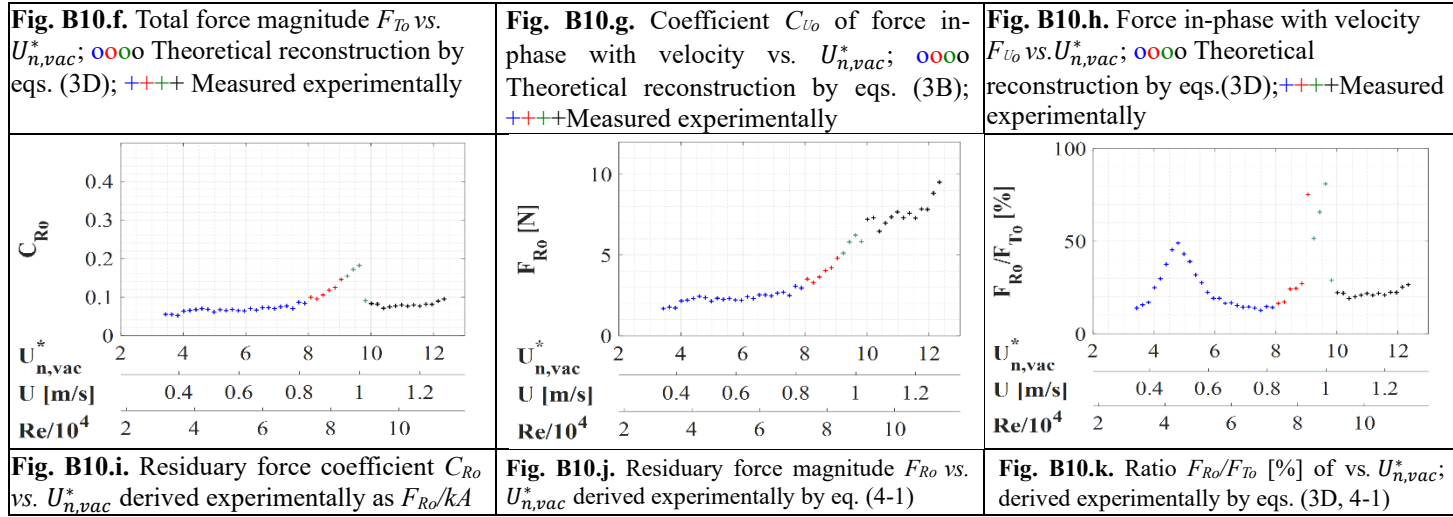 Fig. B10.f. Total force magnitude F_To vs.
U*_n,vac; oooo Theoretical reconstruction by
eqs. (3D); ++++ Measured experimentally
Fig. B10.g. Coefficient C_Uo of force in-
phase with velocity vs. U*_n,vac; oooo
Theoretical reconstruction by eqs. (3B);
++++Measured experimentally
Fig. B10.h. Force in-phase with velocity
F_Uo vs.U*_n,vac; oooo Theoretical
reconstruction by eqs.(3D);++++Measured
experimentally
C_Ro
0.4
0.3
0.2
0.1
0
2 4 6 8 10 12
U*_n,vac
0.4 0.6 0.8 1 1.2
U [m/s]
2 4 6 8 10
Re/10^4
F_Ro [N]
10
5
0
2 4 6 8 10 12
U*_n,vac
0.4 0.6 0.8 1 1.2
U [m/s]
2 4 6 8 10
Re/10^4
F_Ro/F_To [%]
100
50
0
2 4 6 8 10 12
U*_n,vac
0.4 0.6 0.8 1 1.2
U [m/s]
2 4 6 8 10
Re/10^4
Fig. B10.i. Residuary force coefficient C_Ro
vs. U*_n,vac derived experimentally as F_Ro/kA
Fig. B10.j. Residuary force magnitude F_Ro vs.
U*_n,vac derived experimentally by eq. (4-1)
Fig. B10.k. Ratio F_Ro/F_To [%] of vs. U*_n,vac;
derived experimentally by eqs. (3D, 4-1)